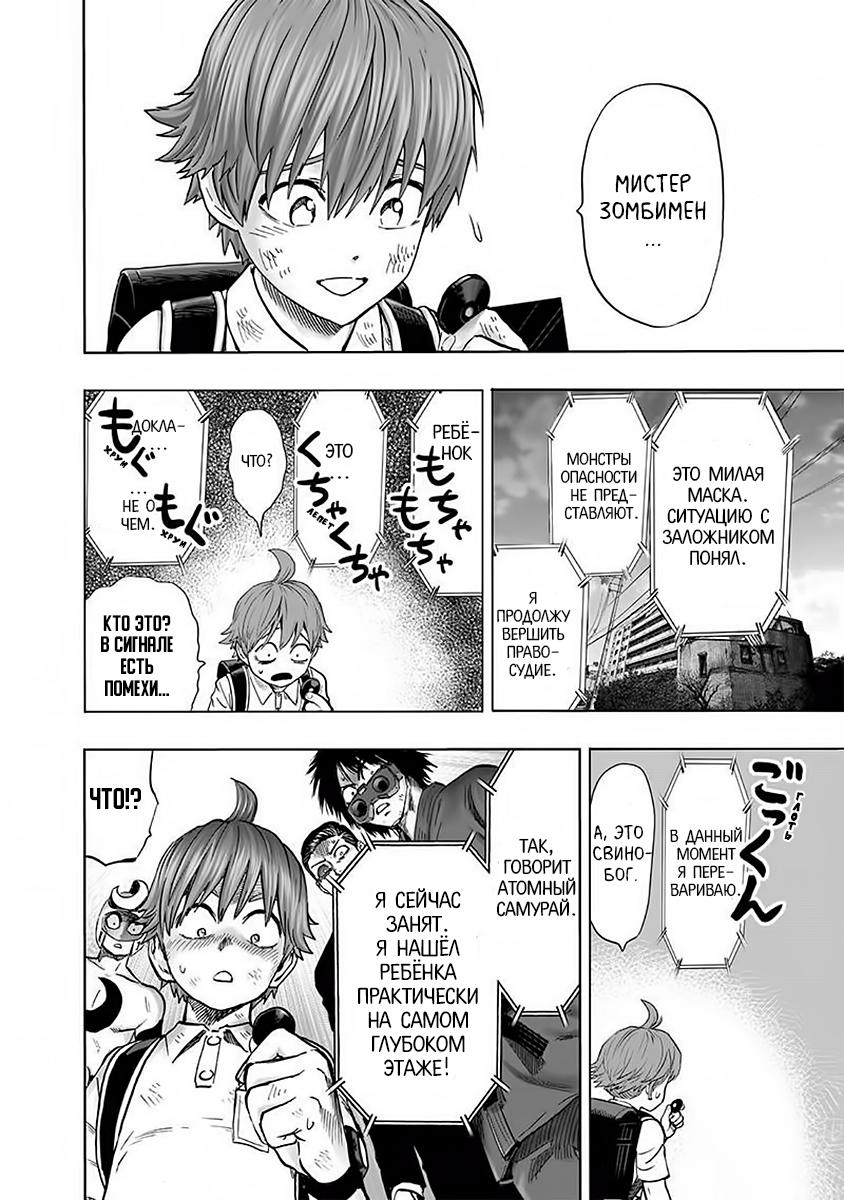 МИСТЕР
ЗОМБИМЕН
...
ЭТО МИЛАЯ
МАСКА.
СИТУАЦИЮ С
ЗАЛОЖНИКОМ
ПОНЯЛ.
МОНСТРЫ
ОПАСНОСТИ
НЕ ПРЕД-
СТАВЛЯЮТ.
Я
ПРОДОЛЖУ
ВЕРШИТЬ
ПРАВО-
СУДИЕ.
РЕБЁ-
НОК
もちゃ
もちゃ
ЭТО
...
くちゃくちゃ
ЛЕПЕТ
ЧТО?
ДОКЛА-
...
もぐ
ХРУМ
...
НЕ О
ЧЕМ.
もぐ
ХРУМ
КТО ЭТО?
В СИГНАЛЕ
ЕСТЬ
ПОМЕХИ...
ごっくん
ГЛОТЬ
В ДАННЫЙ
МОМЕНТ
Я ПЕРЕ-
ВАРИВАЮ.
А, ЭТО
СВИНО-
БОГ.
ТАК,
ГОВОРИТ
АТОМНЫЙ
САМУРАЙ.
Я СЕЙЧАС
ЗАНЯТ.
Я НАШЁЛ
РЕБЁНКА
ПРАКТИЧЕСКИ
НА САМОМ
ГЛУБОКОМ
ЭТАЖЕ!
ЧТО!?